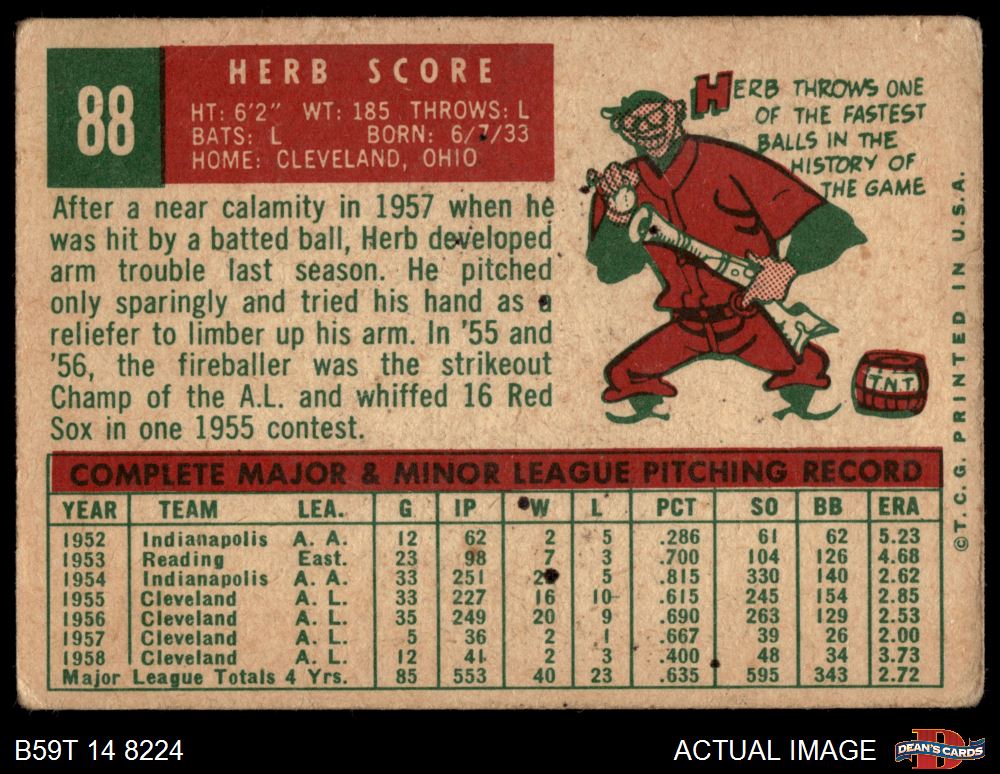 88
HERB SCORE
HT: 6'2" WT: 185 THROWS: L
BATS: L BORN: 6/7/33
HOME: CLEVELAND, OHIO
HERB THROWS ONE
OF THE FASTEST
BALLS IN THE
HISTORY OF
THE GAME
After a near calamity in 1957 when he
was hit by a batted ball, Herb developed
arm trouble last season. He pitched
only sparingly and tried his hand as a
reliefer to limber up his arm. In '55 and
'56, the fireballer was the strikeout
Champ of the A.L. and whiffed 16 Red
Sox in one 1955 contest.
T.N.T.
©T. C. G. PRINTED IN U.S.A.
COMPLETE MAJOR & MINOR LEAGUE PITCHING RECORD
YEAR TEAM LEA. G IP W L PCT SO BB ERA
1952 Indianapolis A. A. 12 62 2 5 .286 61 62 5.23
1953 Reading East. 23 98 7 3 .700 104 126 4.68
1954 Indianapolis A. A. 33 251 5 .815 330 140 2.62
1955 Cleveland A. L. 33 227 16 10 .615 245 154 2.85
1956 Cleveland A. L. 35 249 20 9 .690 263 129 2.53
1957 Cleveland A. L. 5 36 2 1 .667 39 26 2.00
1958 Cleveland A. L. 12 41 2 3 .400 48 34 3.73
Major League Totals 4 Yrs. 85 553 40 23 .635 595 343 2.72
B59T 14 8224
ACTUAL IMAGE
D
DEAN'S CARDS